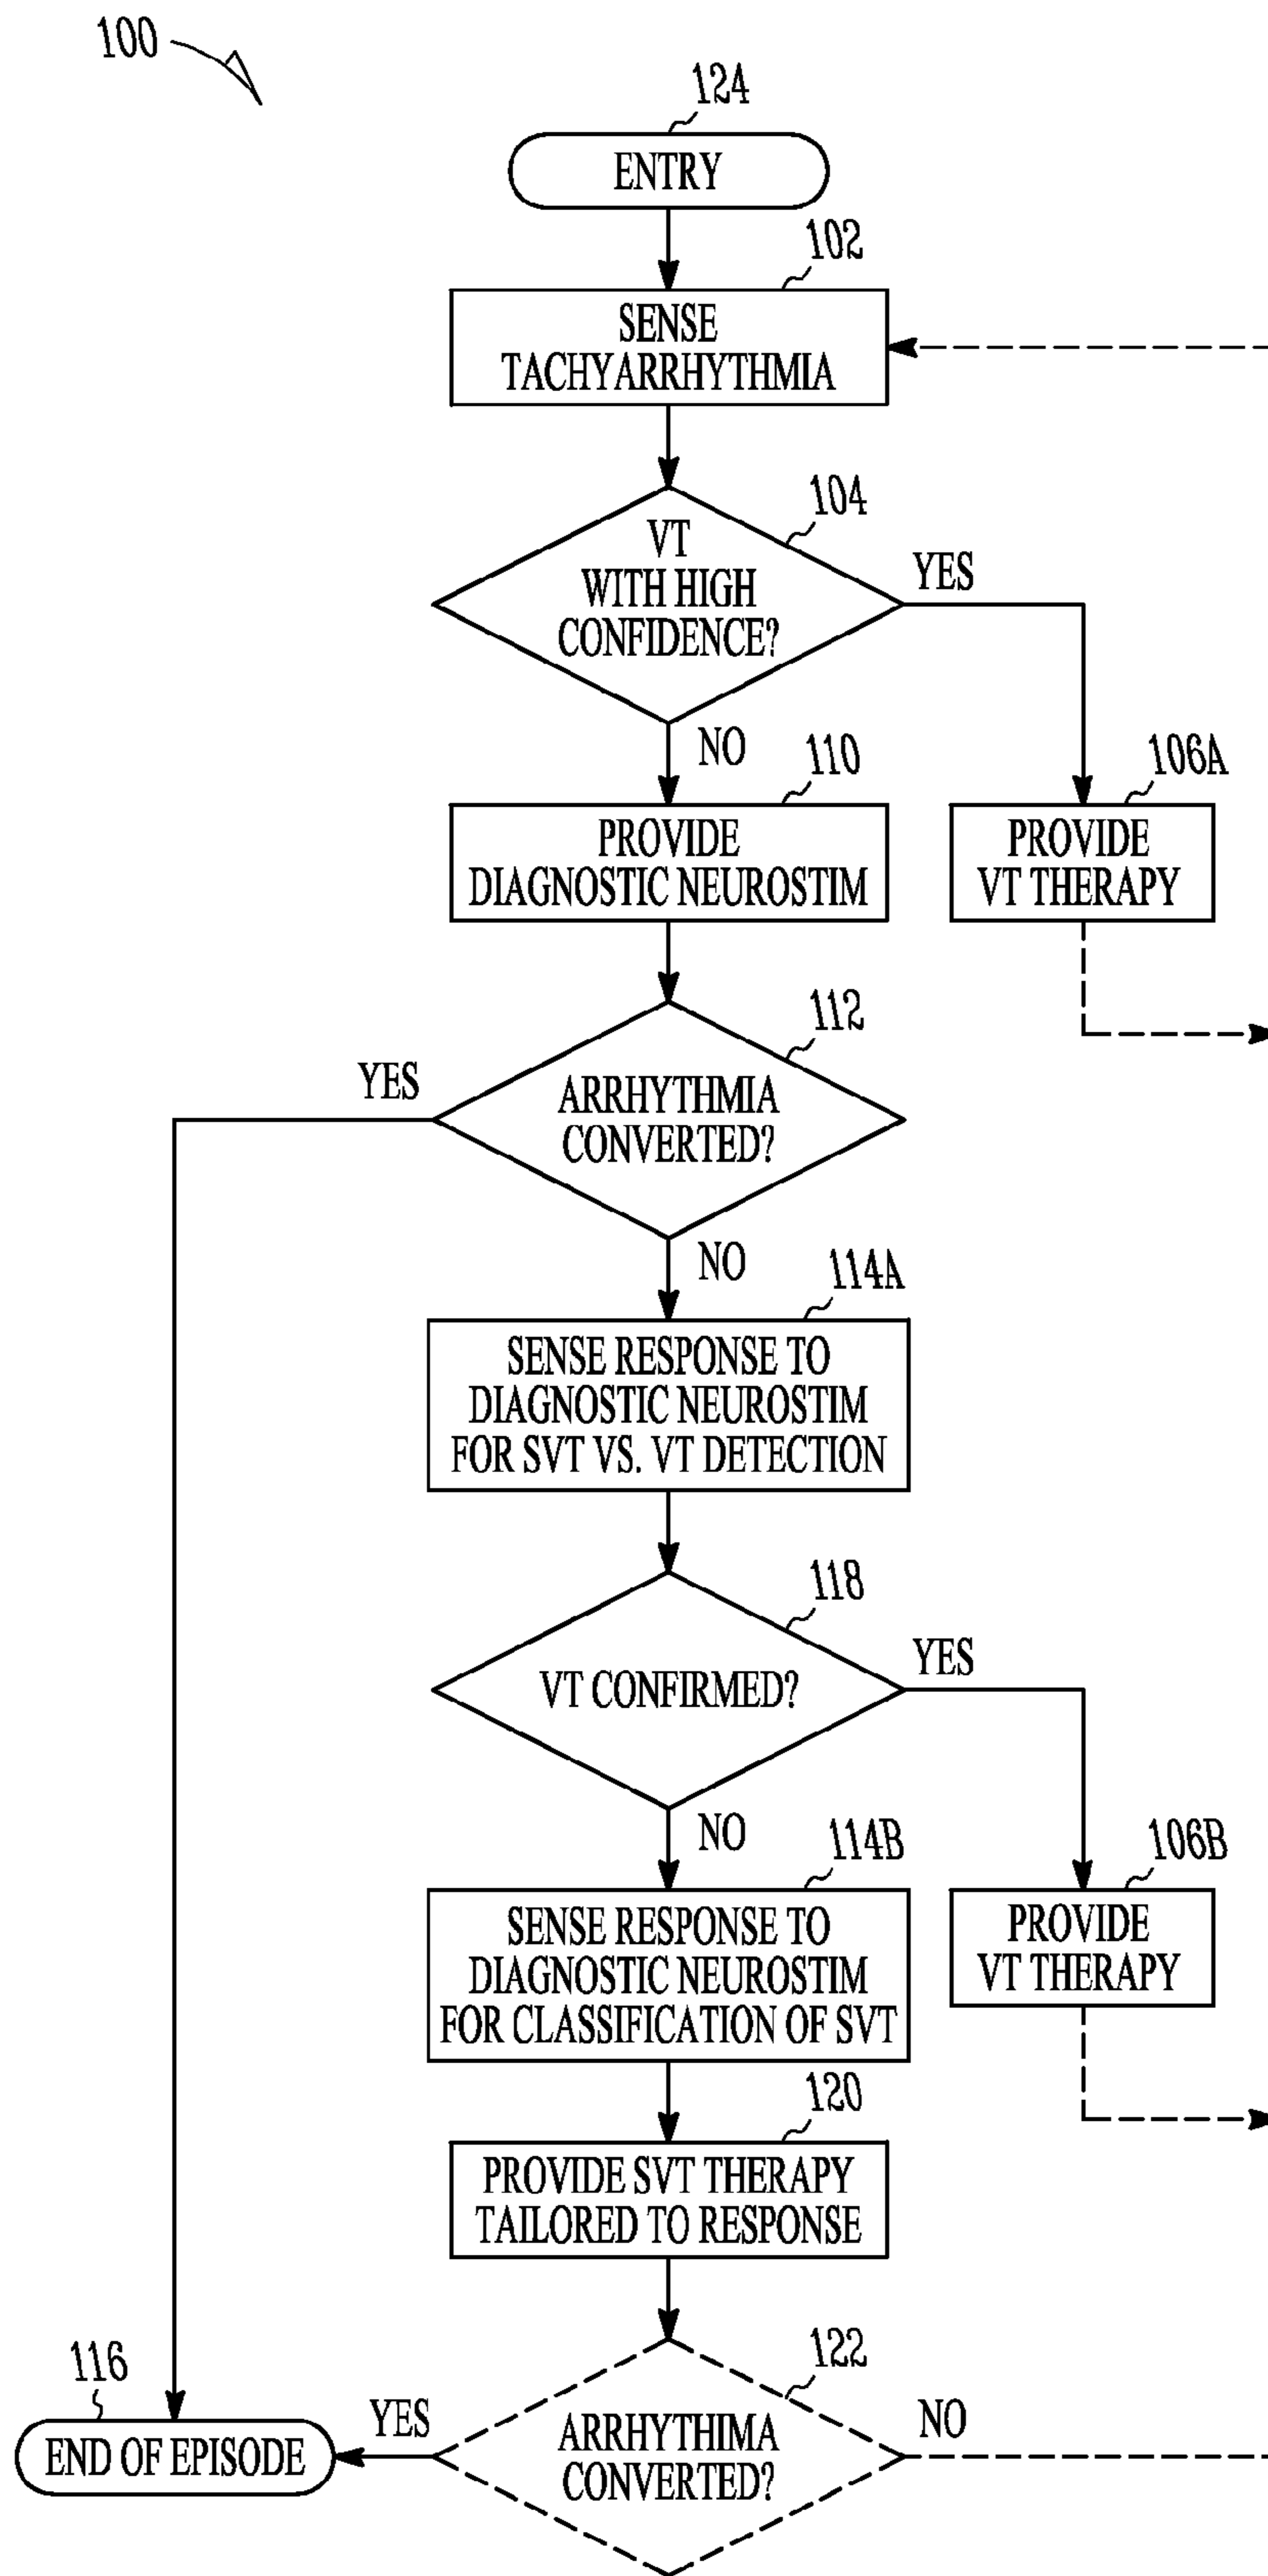 100
124
ENTRY
102
SENSE
TACHYARRHYTHMIA
104
VT
WITH HIGH
CONFIDENCE?
YES
NO
110
106A
PROVIDE
DIAGNOSTIC NEUROSTIM
PROVIDE
VT THERAPY
112
YES
ARRHYTHMIA
CONVERTED?
NO
114A
SENSE RESPONSE TO
DIAGNOSTIC NEUROSTIM
FOR SVT VS. VT DETECTION
118
YES
VT CONFIRMED?
NO
114B
106B
SENSE RESPONSE TO
DIAGNOSTIC NEUROSTIM
FOR CLASSIFICATION OF SVT
PROVIDE
VT THERAPY
120
PROVIDE SVT THERAPY
TAILORED TO RESPONSE
122
116
END OF EPISODE
YES
ARRHYTHIMA
CONVERTED?
NO